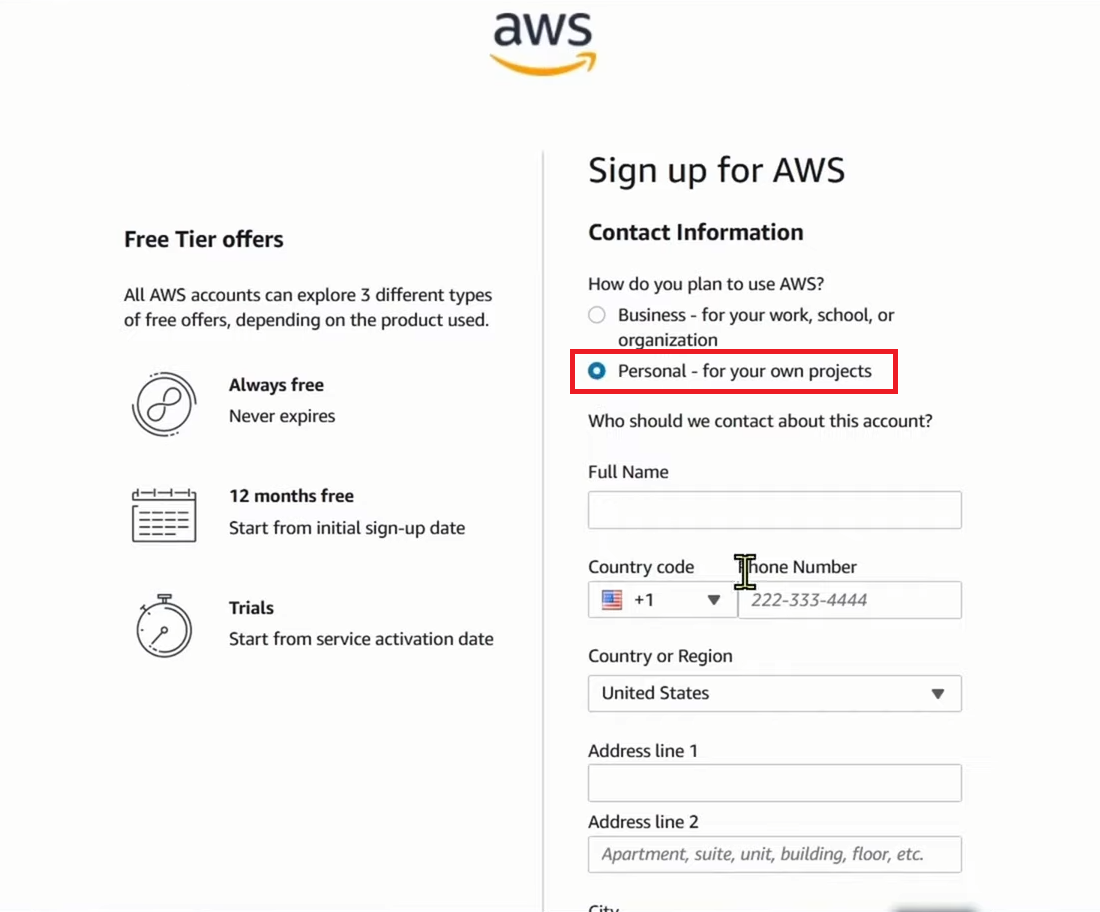 aws
Free Tier offers
All AWS accounts can explore 3 different types
of free offers, depending on the product used.
Always free
Never expires
12 months free
Start from initial sign-up date
Trials
Start from service activation date
Sign up for AWS
Contact Information
How do you plan to use AWS?
Business - for your work, school, or
organization
Personal - for your own projects
Who should we contact about this account?
Full Name
Country code Phone Number
+1 222-333-4444
Country or Region
United States
Address line 1
Address line 2
Apartment, suite, unit, building, floor, etc.
City